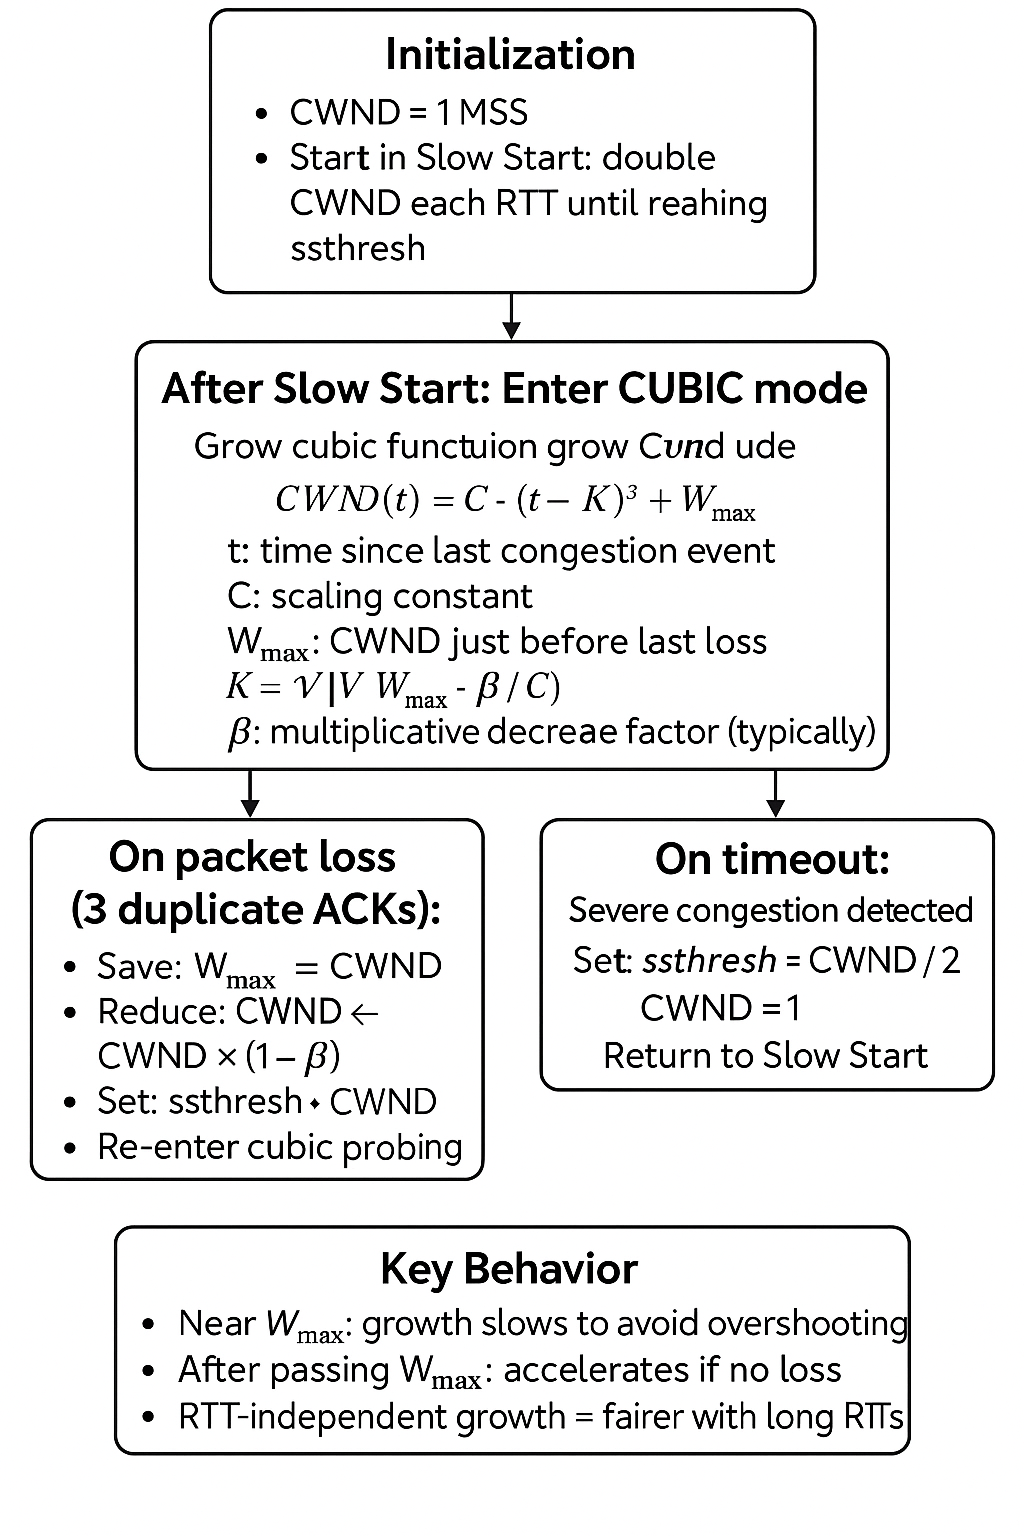 Initialization
• CWND = 1 MSS
• Start in Slow Start: double
CWND each RTT until reahing
ssthresh
After Slow Start: Enter CUBIC mode
Grow cubic functuion grow Cund ude
CWND(t) = C - (t − K)³ + Wmax
t: time since last congestion event
C: scaling constant
Wmax: CWND just before last loss
K = V|V Wmax - β / C)
β: multiplicative decreae factor (typically)
On packet loss
(3 duplicate ACKs):
• Save: Wmax = CWND
• Reduce: CWND ←
CWND × (1 − β)
• Set: ssthresh ⬩ CWND
• Re-enter cubic probing
On timeout:
Severe congestion detected
Set: ssthresh = CWND / 2
CWND = 1
Return to Slow Start
Key Behavior
• Near Wmax: growth slows to avoid overshooting
• After passing Wmax: accelerates if no loss
• RTT-independent growth = fairer with long RTTs